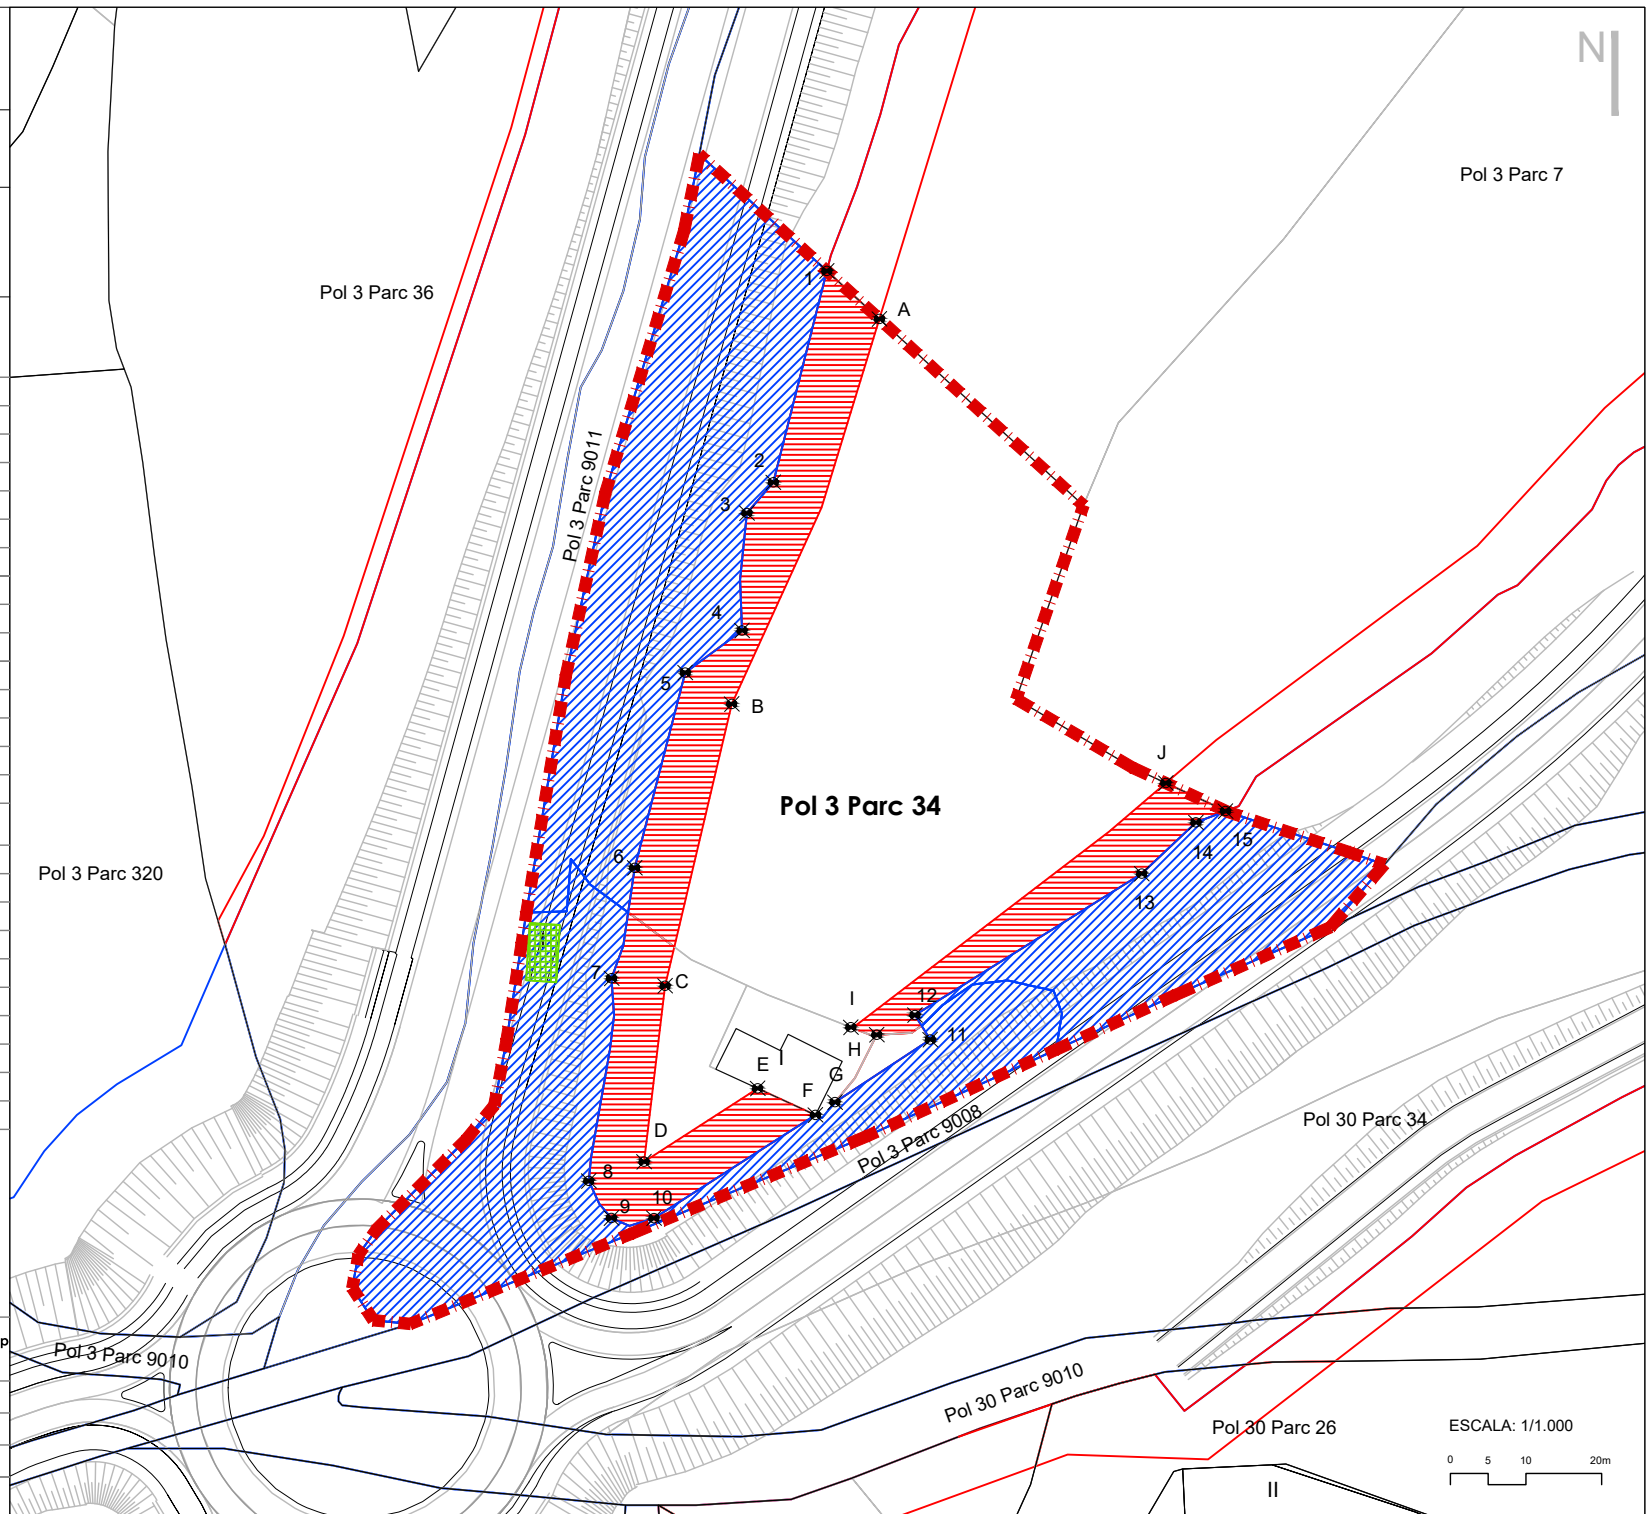 N
Pol 3 Parc 7
Pol 3 Parc 36
1
A
Pol 3 Parc 9011
2
3
4
5
B
J
Pol 3 Parc 34
15
14
6
13
Pol 3 Parc 320
7
C
I
12
11
H
I
E
F
G
Pol 3 Parc 9008
Pol 30 Parc 34
D
8
9
10
p
Pol 3 Parc 9010
Pol 30 Parc 9010
Pol 30 Parc 26
ESCALA: 1/1.000
0 5 10 20m
II